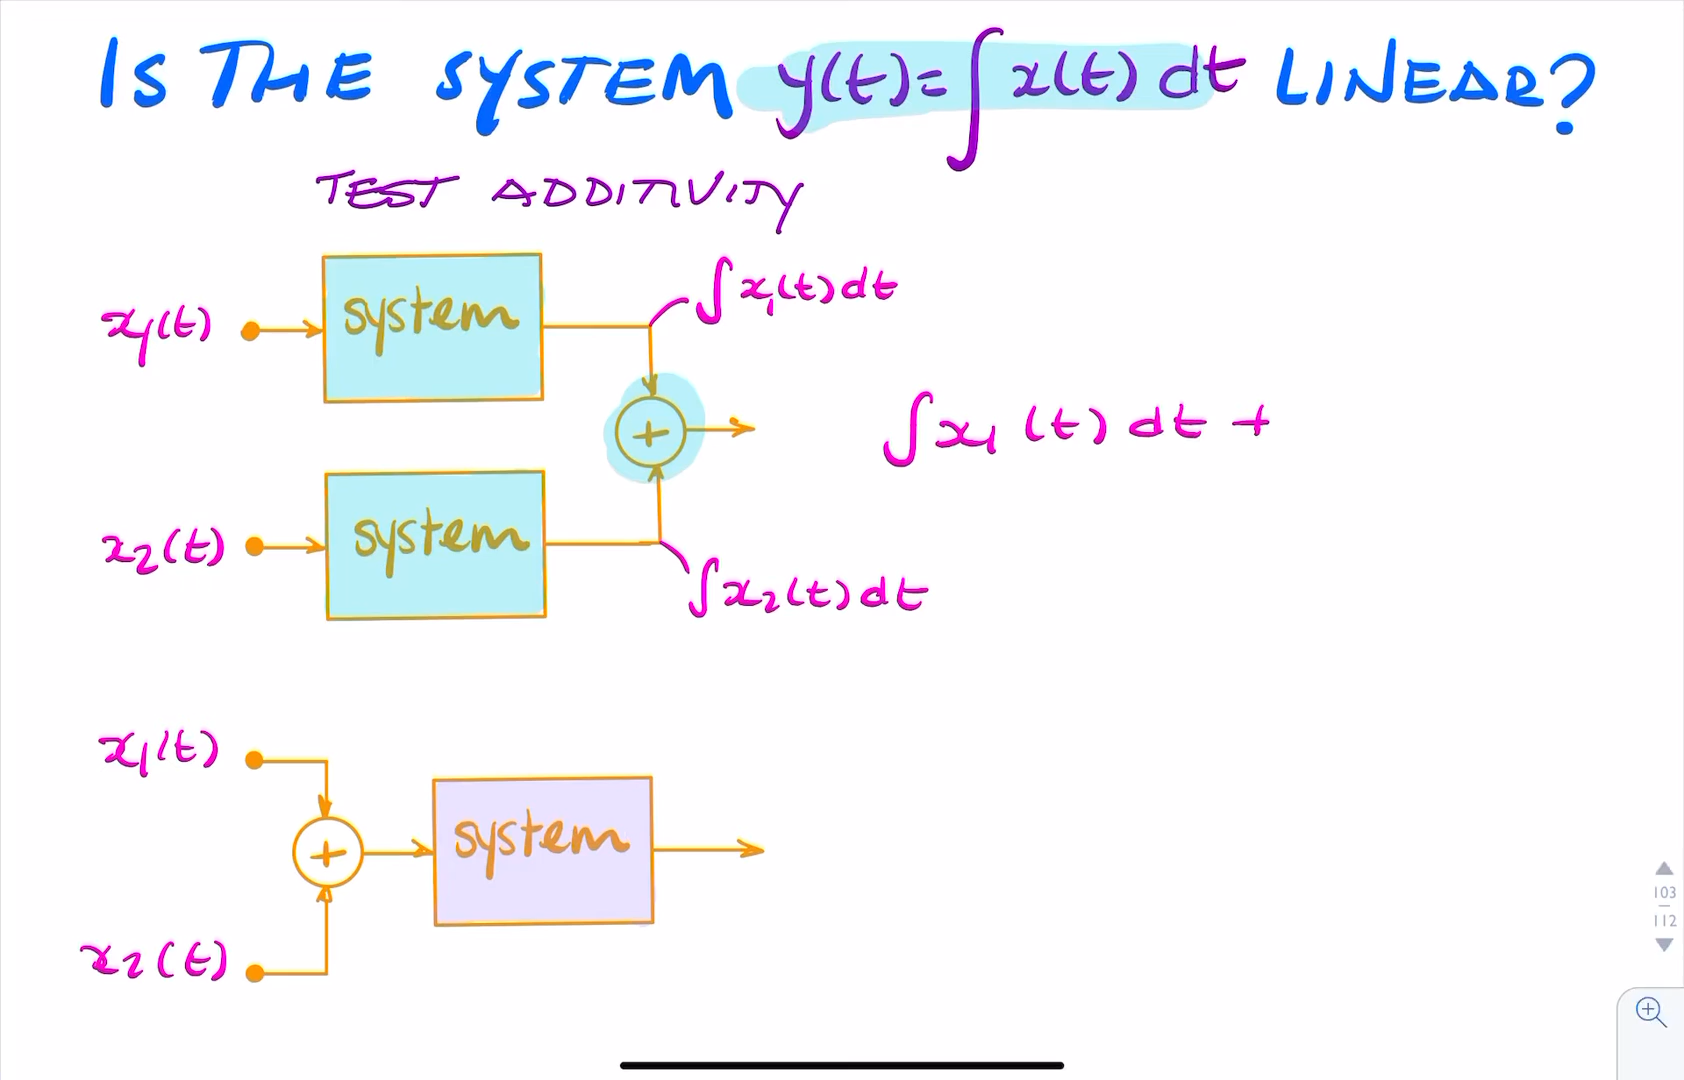 IS THE SYSTEM y(t)=∫x(t) dt LINEAR?
TEST ADDITIVITY
x₁(t) system ∫x₁(t)dt
+ ∫x₁(t) dt +
x₂(t) system ∫x₂(t)dt
x₁(t)
+ system
x₂(t)
103
112